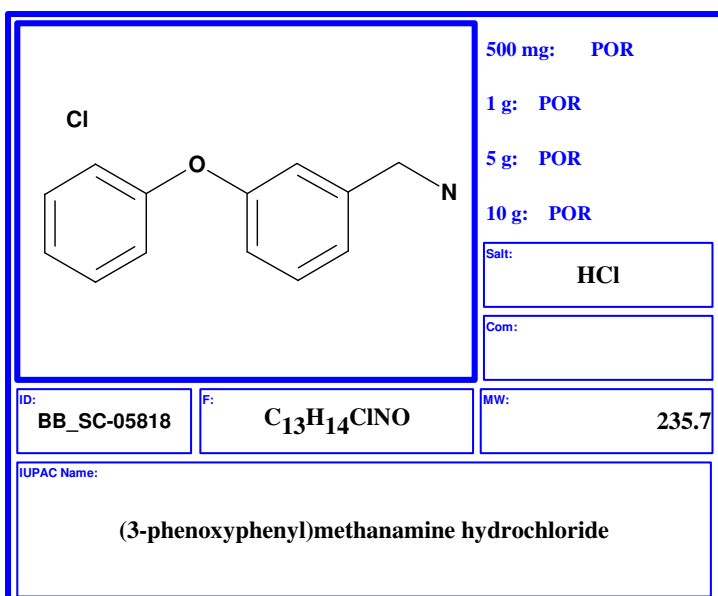 500 mg: POR
1 g: POR
5 g: POR
10 g: POR
Cl
O
N
Salt:
HCl
Com:
ID:
BB_SC-05818
F:
C13H14ClNO
MW:
235.7
IUPAC Name:
(3-phenoxyphenyl)methanamine hydrochloride